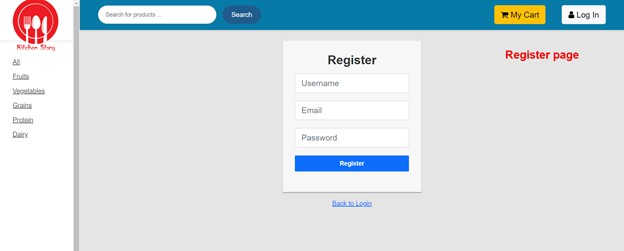 Kitchen Story
All
Fruits
Vegetables
Grains
Protein
Dairy
Search for products ...
Search
My Cart
Log In
Register
Username
Email
Password
Register
Back to Login
Register page